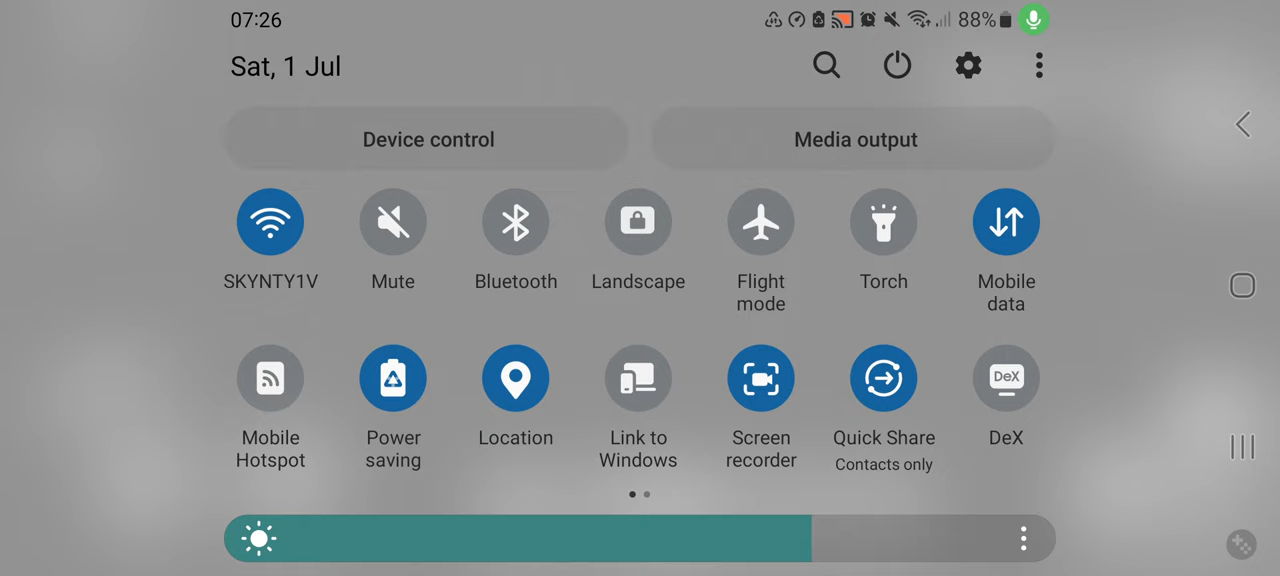 07:26
88%
Sat, 1 Jul
Device control
Media output
SKYNTY1V
Mute
Bluetooth
Landscape
Flight
mode
Torch
Mobile
data
Mobile
Hotspot
Power
saving
Location
Link to
Windows
Screen
recorder
Quick Share
Contacts only
DeX
DeX